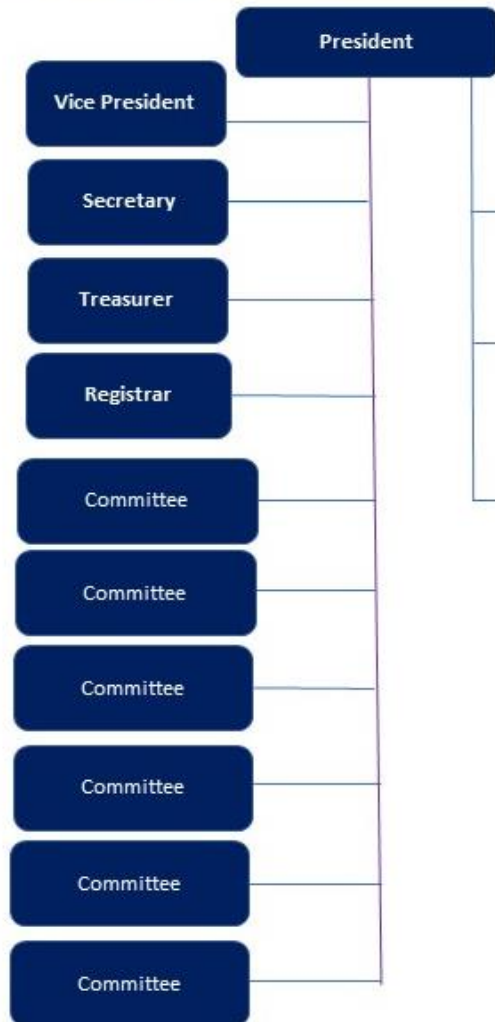 President
Vice President
Secretary
Treasurer
Registrar
Committee
Committee
Committee
Committee
Committee
Committee